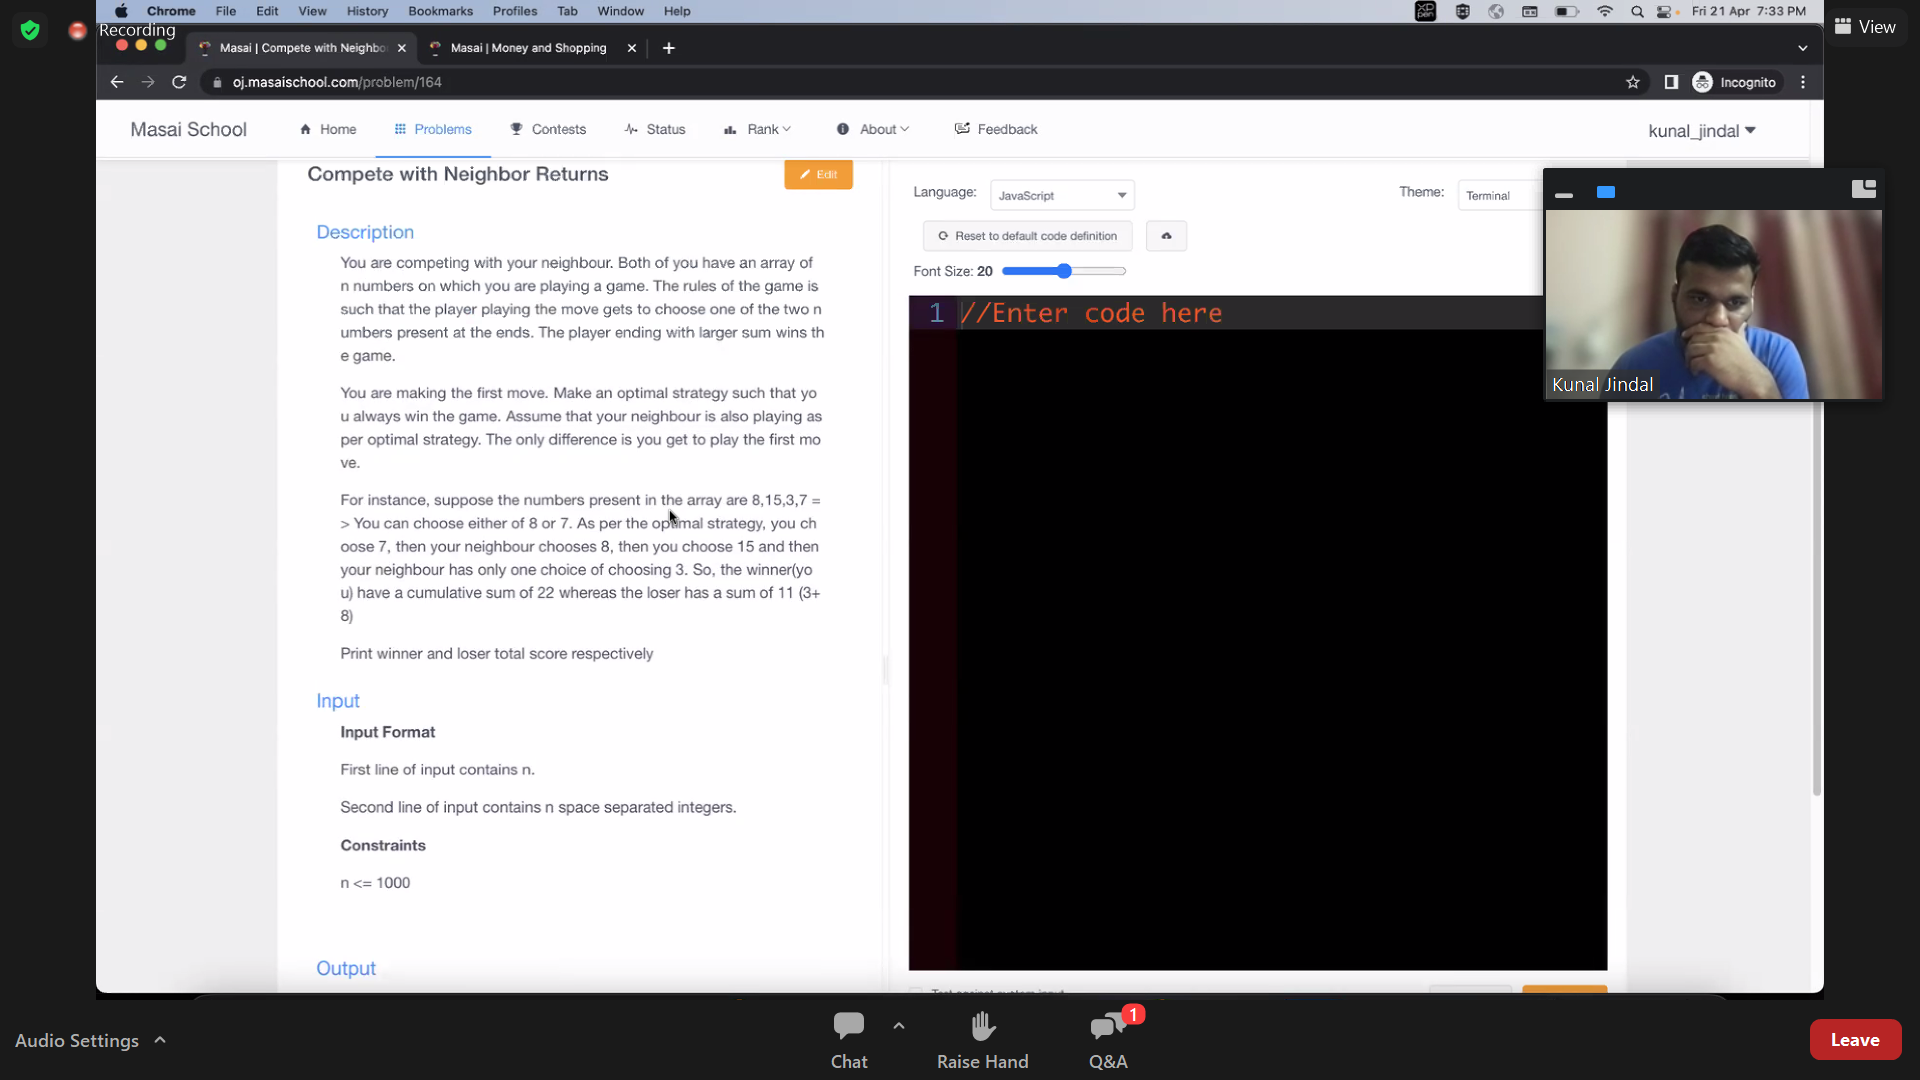 Chrome File Edit View History Bookmarks Profiles Tab Window Help Fri 21 Apr 7:33 PM
Recording
View
Masai | Compete with Neighbo
Masai | Money and Shopping
oj.masaischool.com/problem/164
Incognito
Masai School Home Problems Contests Status Rank About Feedback kunal_jindal
Compete with Neighbor Returns
Edit
Description
You are competing with your neighbour. Both of you have an array of
n numbers on which you are playing a game. The rules of the game is
such that the player playing the move gets to choose one of the two n
umbers present at the ends. The player ending with larger sum wins th
e game.
You are making the first move. Make an optimal strategy such that yo
u always win the game. Assume that your neighbour is also playing as
per optimal strategy. The only difference is you get to play the first mo
ve.
For instance, suppose the numbers present in the array are 8,15,3,7 =
> You can choose either of 8 or 7. As per the optimal strategy, you ch
oose 7, then your neighbour chooses 8, then you choose 15 and then
your neighbour has only one choice of choosing 3. So, the winner(yo
u) have a cumulative sum of 22 whereas the loser has a sum of 11 (3+
8)
Print winner and loser total score respectively
Input
Input Format
First line of input contains n.
Second line of input contains n space separated integers.
Constraints
n <= 1000
Output
Language: JavaScript Theme: Terminal
Reset to default code definition
Font Size: 20
1 //Enter code here
Kunal Jindal
Audio Settings
Chat
Raise Hand
1
Q&A
Leave